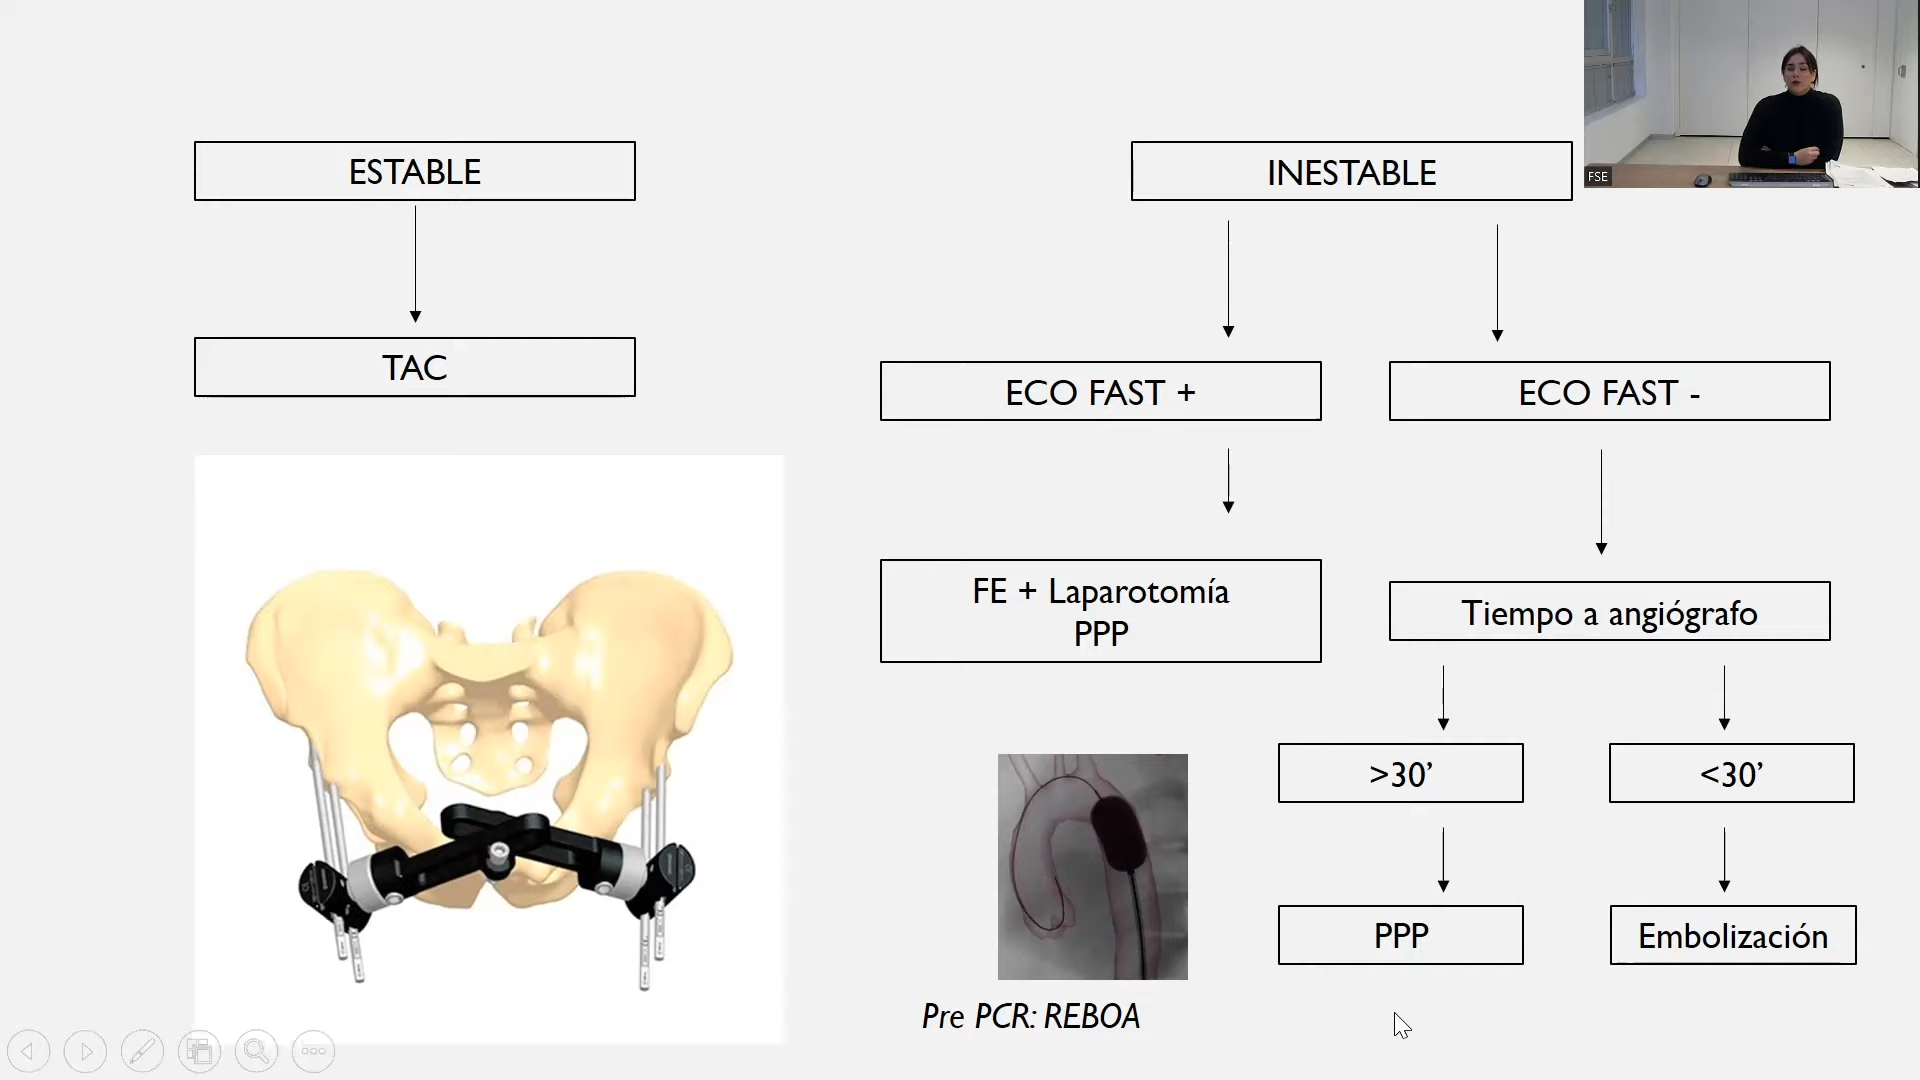 ESTABLE
INESTABLE
FSE
TAC
ECO FAST +
ECO FAST -
FE + Laparotomía
PPP
Tiempo a angiógrafo
>30’
<30’
PPP
Embolización
Pre PCR: REBOA